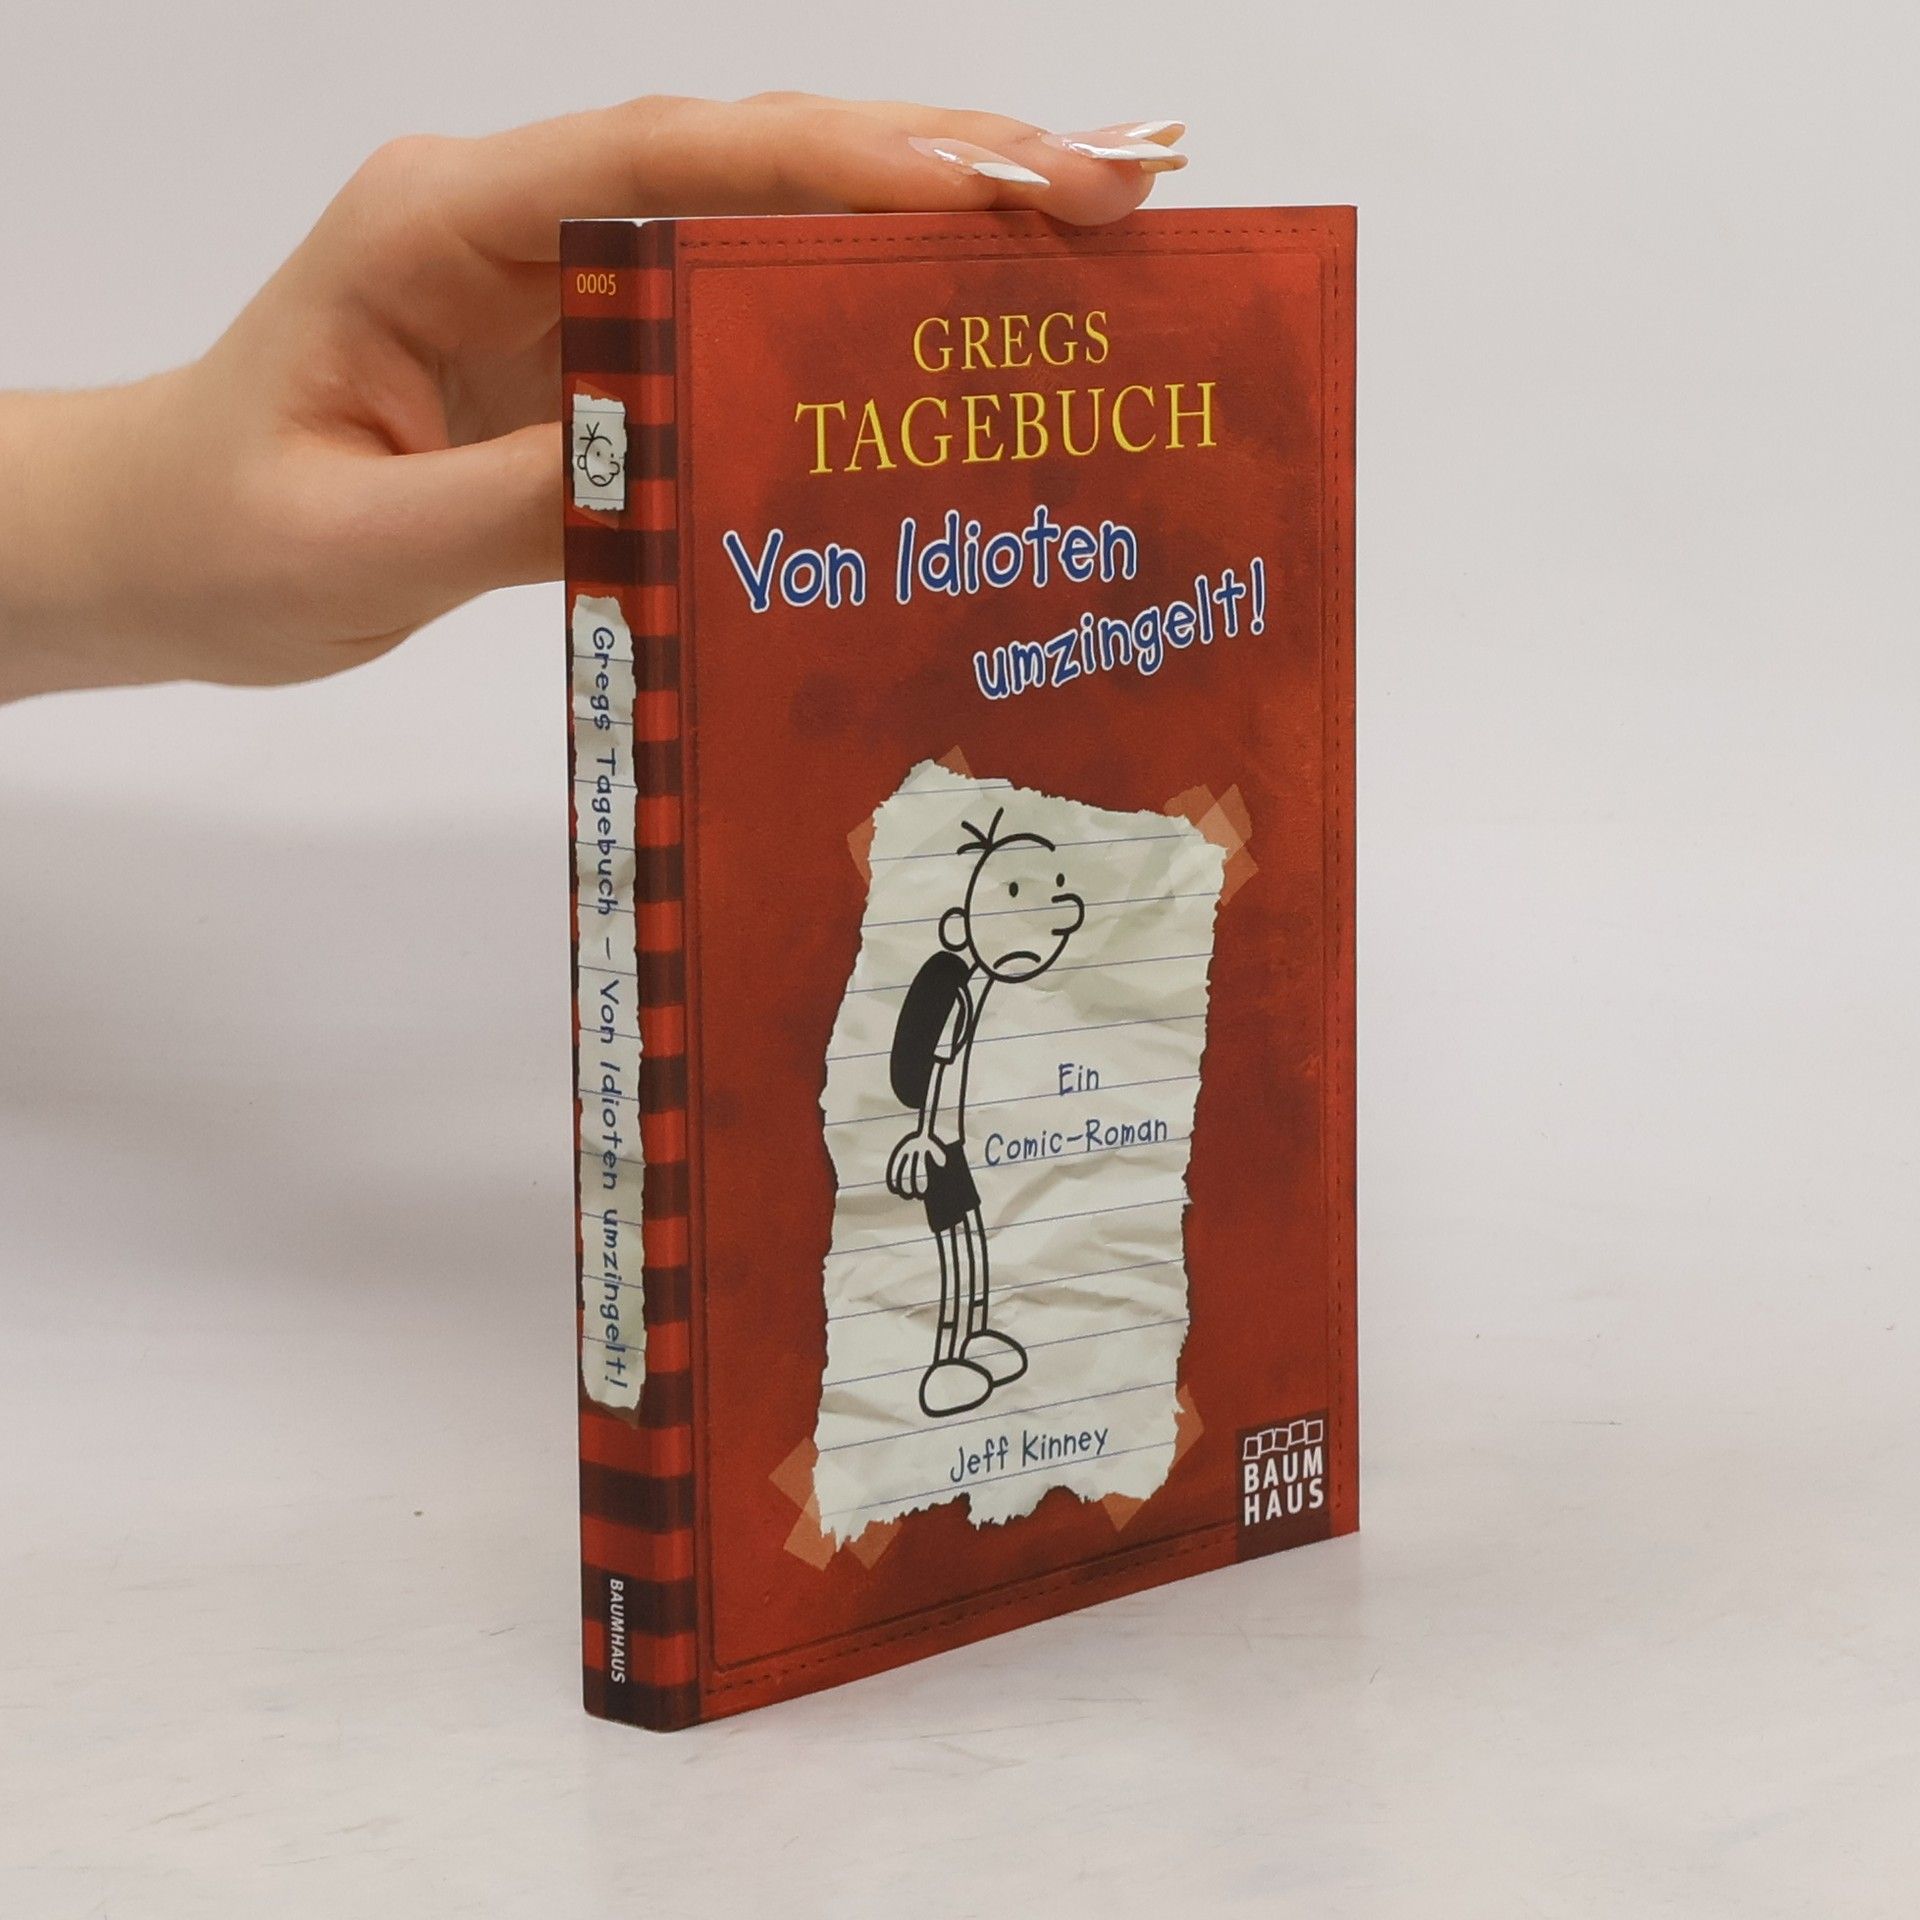 0005
Gregs Tagebuch – Von Idioten umzingelt!
BAUMHAUS
GREGS
TAGEBUCH
Von Idioten
umzingelt!
Ein
Comic-Roman
Jeff Kinney
BAUM
HAUS